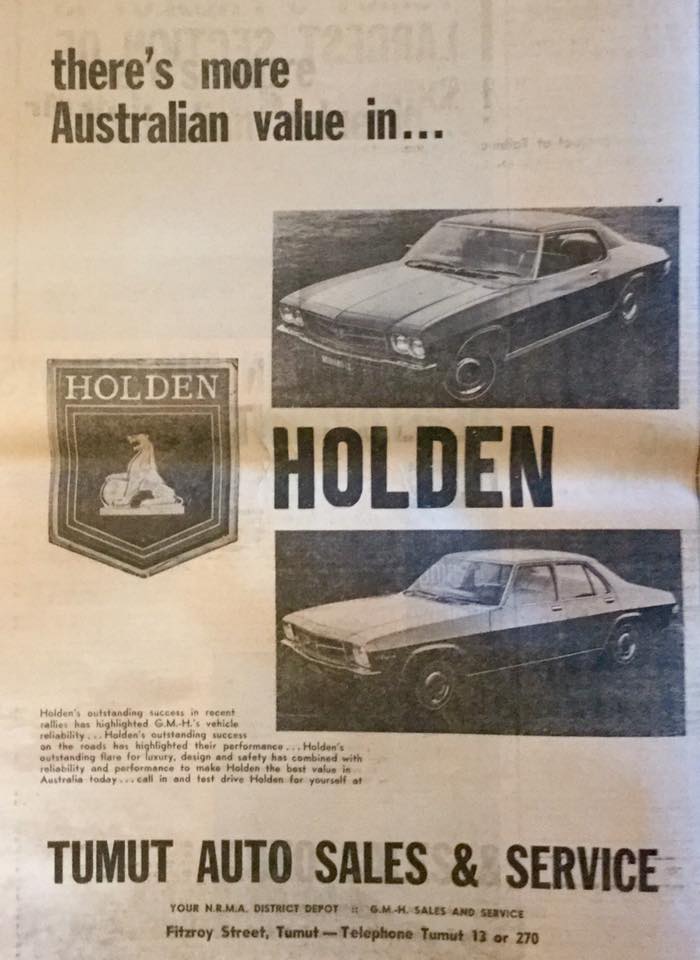 there's more
Australian value in...
HOLDEN
HOLDEN
Holden's outstanding success in recent
rallies has highlighted G.M.-H.'s vehicle
reliability... Holden's outstanding success
on the roads has highlighted their performance... Holden's
outstanding flare for luxury, design and safety has combined with
reliability and performance to make Holden the best value in
Australia today... call in and test drive Holden for yourself at
TUMUT AUTO SALES & SERVICE
YOUR N.R.M.A. DISTRICT DEPOT :: G.M.-H. SALES AND SERVICE
Fitzroy Street, Tumut — Telephone Tumut 13 or 270